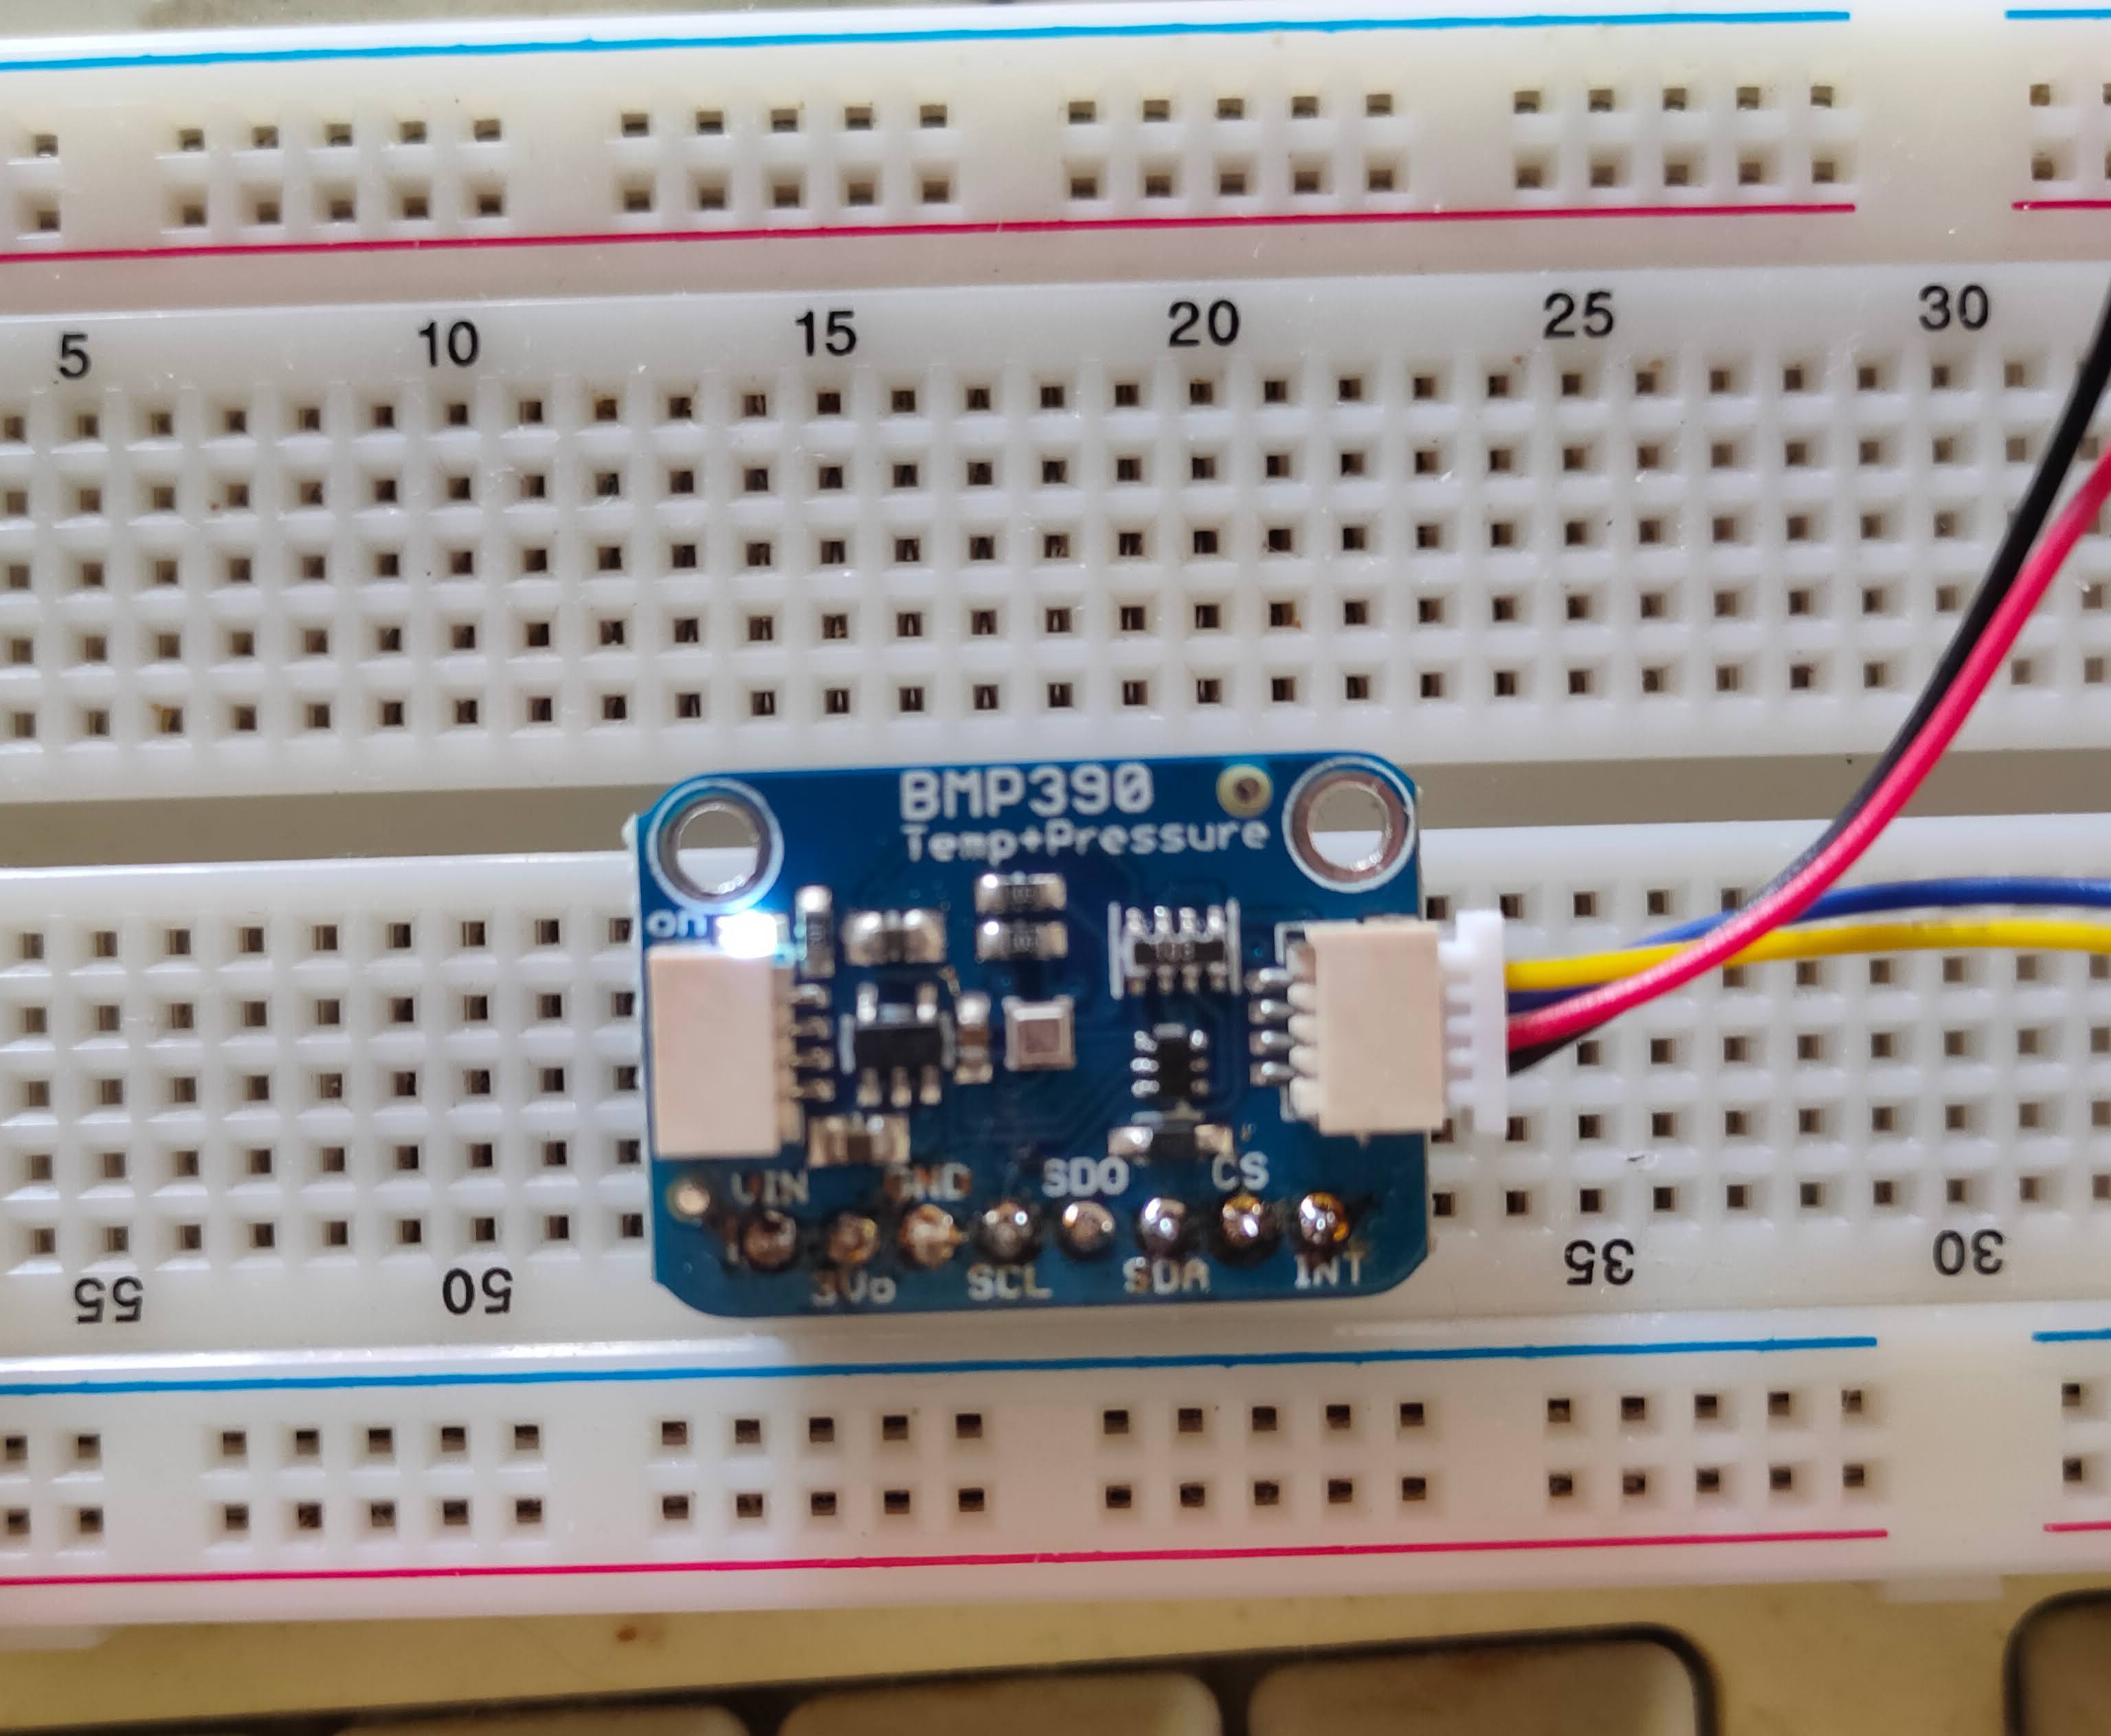 5 10 15 20 25 30
BMP390
Temp+Pressure
on
VIN GND SDO CS
3Vo SCL SDA INT
55 50 35 30